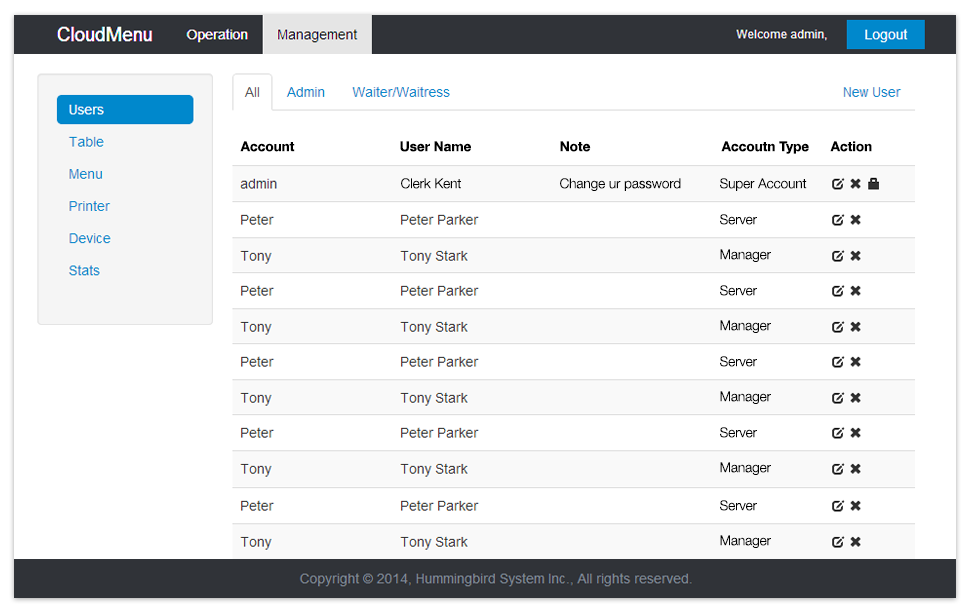 CloudMenu Operation Management Welcome admin, Logout
Users
Table
Menu
Printer
Device
Stats
All Admin Waiter/Waitress New User
Account User Name Note Accoutn Type Action
admin Clerk Kent Change ur password Super Account
Peter Peter Parker Server
Tony Tony Stark Manager
Peter Peter Parker Server
Tony Tony Stark Manager
Peter Peter Parker Server
Tony Tony Stark Manager
Peter Peter Parker Server
Tony Tony Stark Manager
Peter Peter Parker Server
Tony Tony Stark Manager
Copyright © 2014, Hummingbird System Inc., All rights reserved.